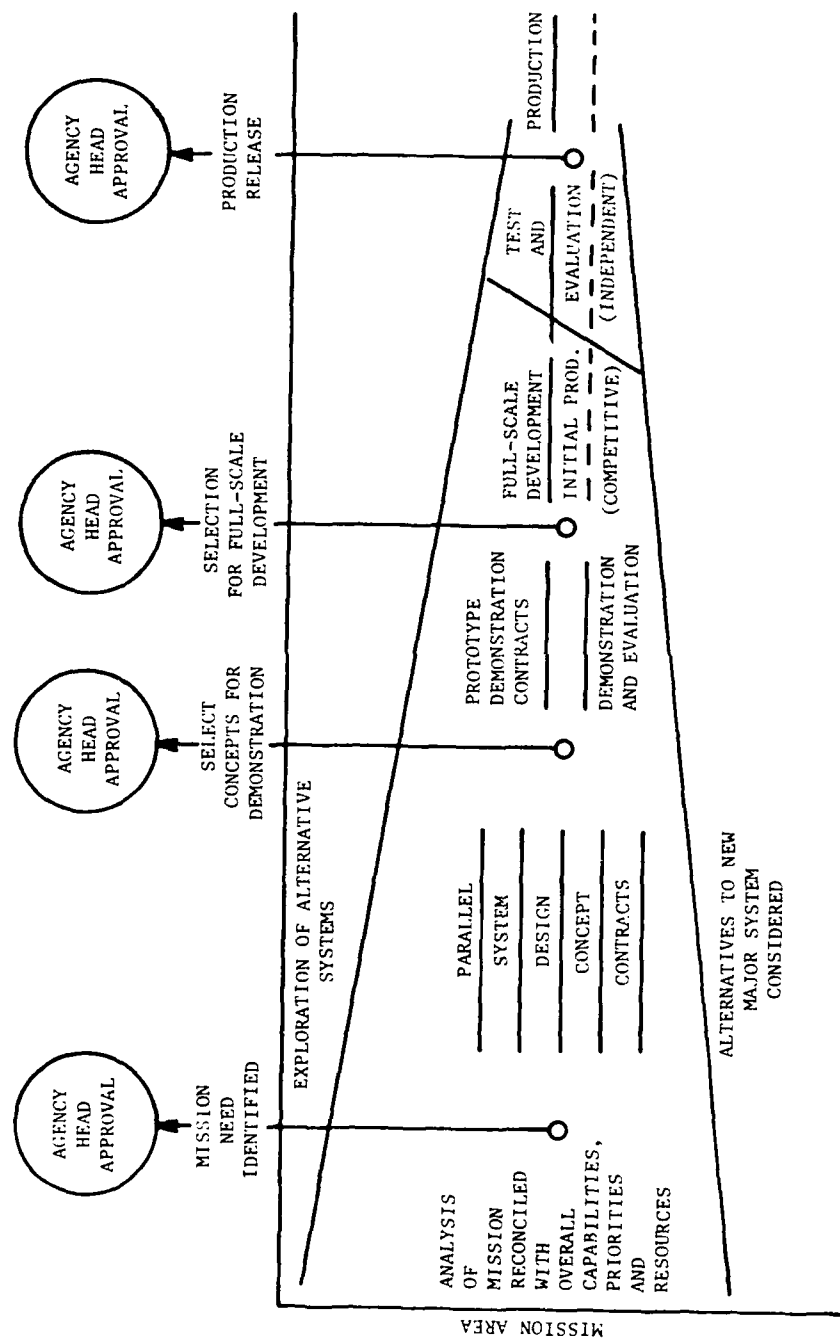 AGENCY
HEAD
APPROVAL
AGENCY
HEAD
APPROVAL
AGENCY
HEAD
APPROVAL
AGENCY
HEAD
APPROVAL
MISSION
NEED
IDENTIFIED
SELECT
CONCEPTS FOR
DEMONSTRATION
SELECTION
FOR FULL-SCALE
DEVELOPMENT
PRODUCTION
RELEASE
EXPLORATION OF ALTERNATIVE
SYSTEMS
MISSION AREA
ANALYSIS
OF
MISSION RECONCILED
WITH
OVERALL
CAPABILITIES,
PRIORITIES
AND
RESOURCES
PARALLEL
SYSTEM
DESIGN
CONCEPT
CONTRACTS
PROTOTYPE
DEMONSTRATION
CONTRACTS
DEMONSTRATION
AND EVALUATION
FULL-SCALE
DEVELOPMENT
INITIAL PROD.
(COMPETITIVE)
TEST
AND
EVALUATION
(INDEPENDENT)
PRODUCTION
ALTERNATIVES TO NEW
MAJOR SYSTEM
CONSIDERED